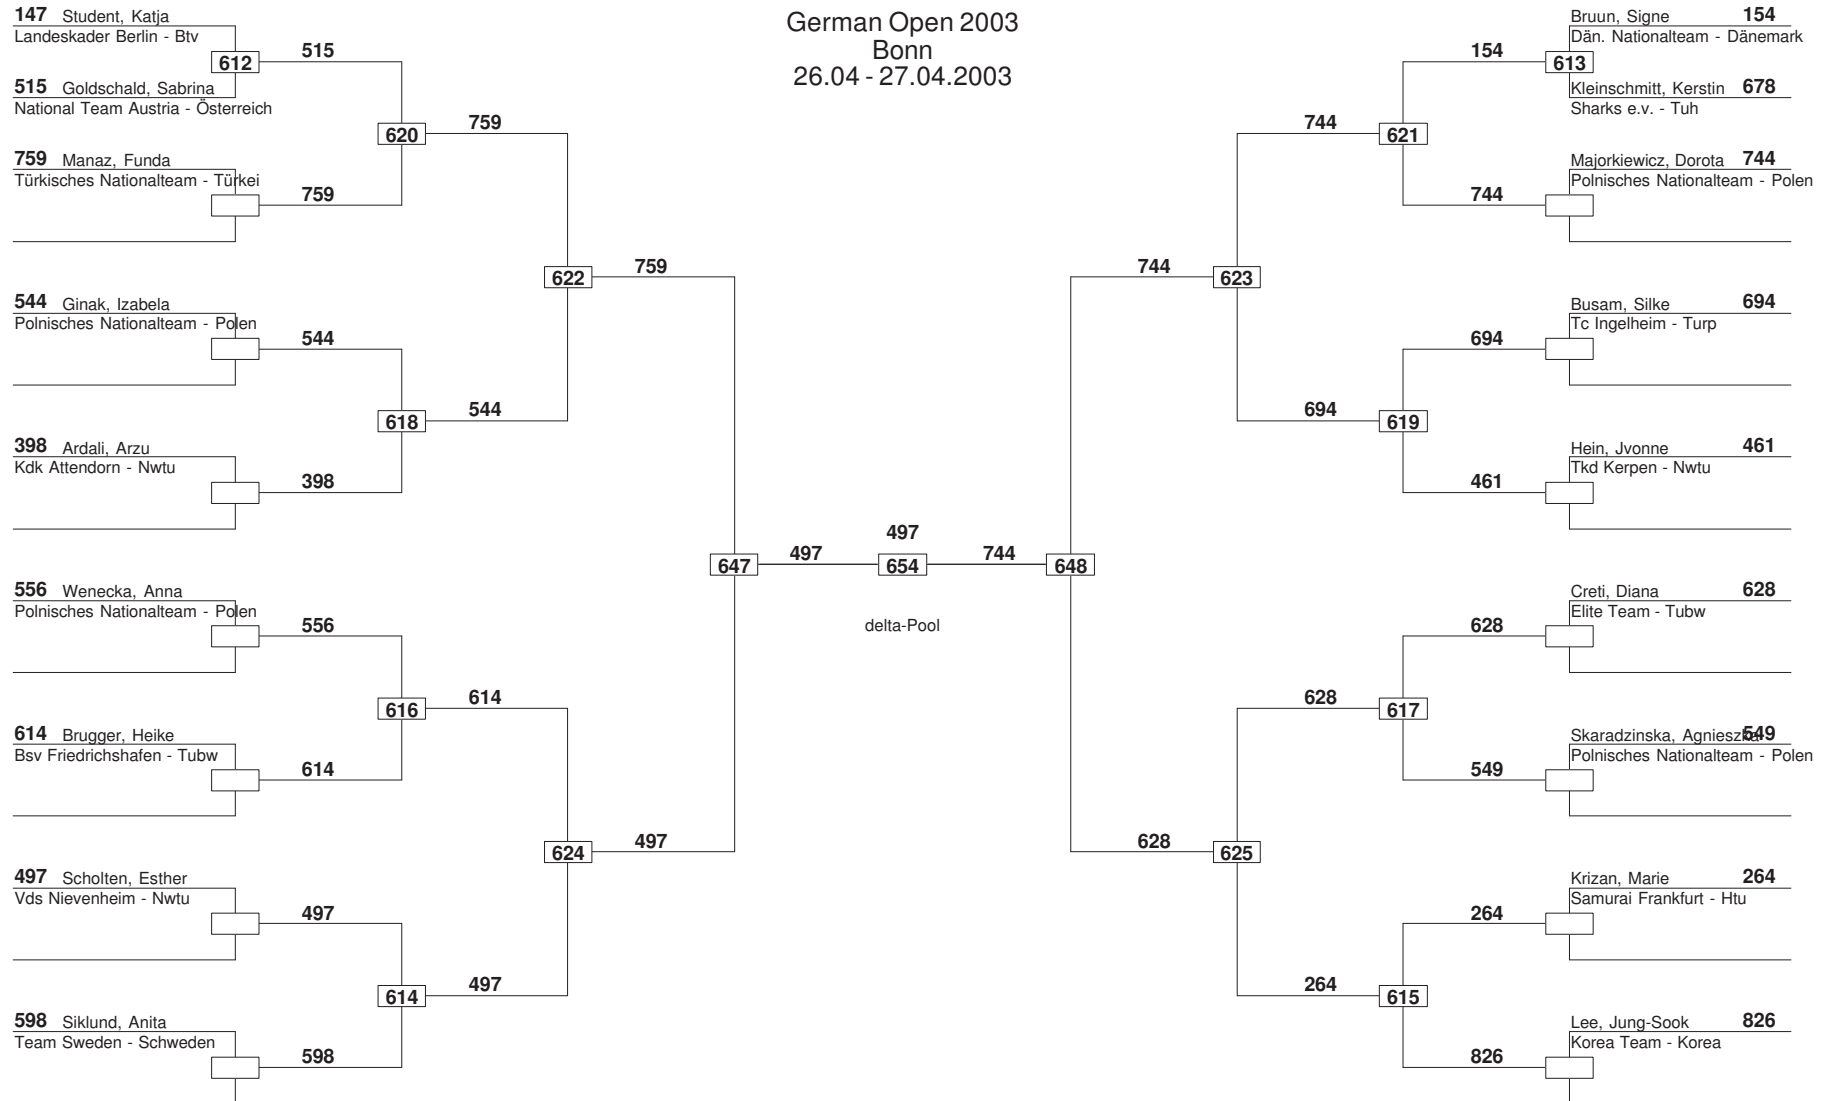 German Open 2003
Bonn
26.04 - 27.04.2003
147 Student, Katja
Landeskader Berlin - Btv
612
515
515 Goldschald, Sabrina
National Team Austria - Österreich
620
759
759 Manaz, Funda
Türkisches Nationalteam - Türkei
759
622
759
544 Ginak, Izabela
Polnisches Nationalteam - Polen
544
618
544
398 Ardali, Arzu
Kdk Attendorn - Nwtu
398
647
497
497
654
744
648
delta-Pool
556 Wenecka, Anna
Polnisches Nationalteam - Polen
556
616
614
614 Brugger, Heike
Bsv Friedrichshafen - Tubw
614
624
497
497 Scholten, Esther
Vds Nievenheim - Nwtu
497
614
497
598 Siklund, Anita
Team Sweden - Schweden
598
Bruun, Signe 154
Dän. Nationalteam - Dänemark
154
613
Kleinschmitt, Kerstin 678
Sharks e.v. - Tuh
744
621
Majorkiewicz, Dorota 744
Polnisches Nationalteam - Polen
744
744
623
Busam, Silke 694
Tc Ingelheim - Turp
694
694
619
Hein, Jvonne 461
Tkd Kerpen - Nwtu
461
Creti, Diana 628
Elite Team - Tubw
628
628
617
Skaradzinska, Agnieszka 549
Polnisches Nationalteam - Polen
549
628
625
Krizan, Marie 264
Samurai Frankfurt - Htu
264
264
615
Lee, Jung-Sook 826
Korea Team - Korea
826